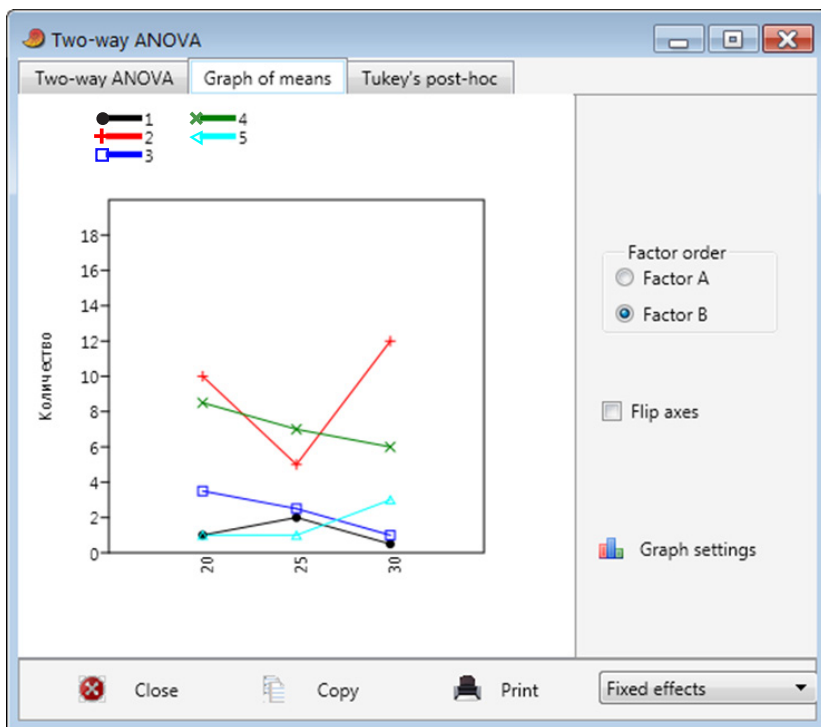 Two-way ANOVA
Two-way ANOVA Graph of means Tukey's post-hoc
1 4
2 5
3
18
16
14
12
10
8
6
4
2
0
Количество
20 25 30
Factor order
Factor A
Factor B
Flip axes
Graph settings
Close Copy Print Fixed effects